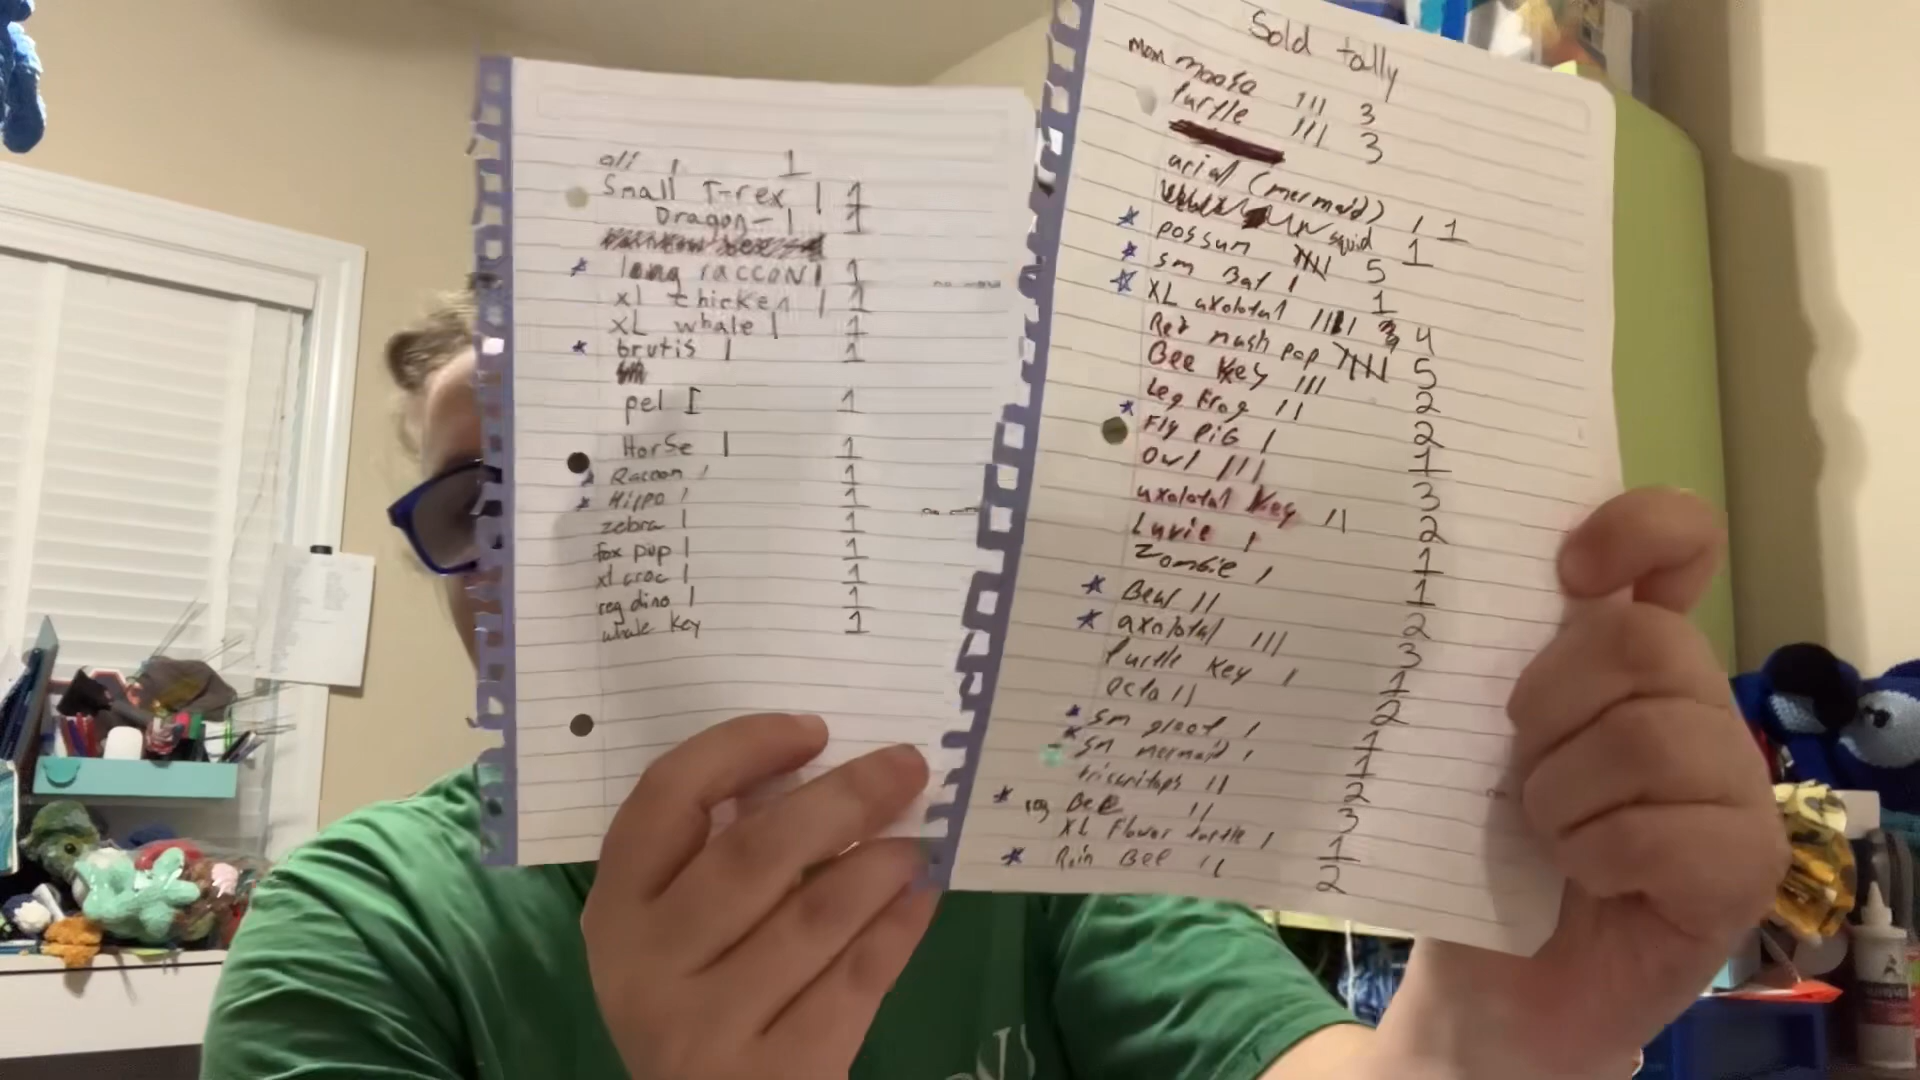 all 1 1
Small T-rex | 1
Dragon- | 1
long raccon | 1
xl chicken | 1
XL whale | 1
* brutis | 1
pel I 1
Horse | 1
* Racoon / 1
* Hippo / 1
zebra | 1
fox pup | 1
xl croc | 1
reg dino | 1
whale key 1
Sold tally
mom moose ||| 3
turtle ||| 3
arial (mermaid) / 1
squid 1
* possum 5
* sm Bat / 1
* XL axolotal 4
Red mush pop 5
Bee key ||| 2
Leg Frog || 2
* Fly PiG / 1
owl ||| 3
axolotal key || 2
Luvie / 1
Zombie / 1
* Bear || 2
* axolotal ||| 3
turtle key / 1
octo || 2
* sm groot / 1
* sm mermaid / 1
tricuritops || 2
* reg Bee || 3
XL Flower turtle / 1
* Rain Bee || 2